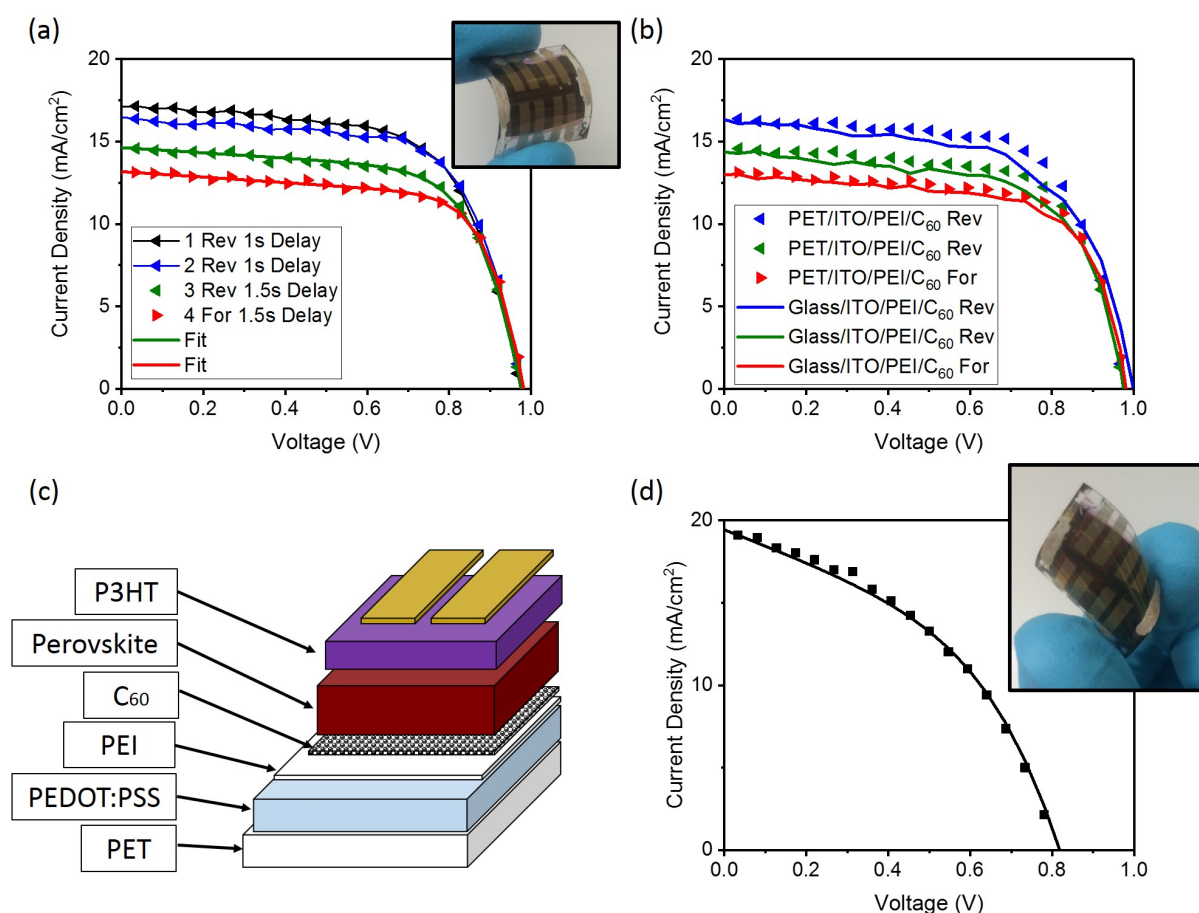 (a)
Current Density (mA/cm²)
20
15
10
5
0
1 Rev 1s Delay
2 Rev 1s Delay
3 Rev 1.5s Delay
4 For 1.5s Delay
Fit
Fit
0.0 0.2 0.4 0.6 0.8 1.0
Voltage (V)
(b)
Current Density (mA/cm²)
20
15
10
5
0
PET/ITO/PEI/C₆₀ Rev
PET/ITO/PEI/C₆₀ Rev
PET/ITO/PEI/C₆₀ For
Glass/ITO/PEI/C₆₀ Rev
Glass/ITO/PEI/C₆₀ Rev
Glass/ITO/PEI/C₆₀ For
0.0 0.2 0.4 0.6 0.8 1.0
Voltage (V)
(c)
P3HT
Perovskite
C₆₀
PEI
PEDOT:PSS
PET
(d)
Current Density (mA/cm²)
20
10
0
0.0 0.2 0.4 0.6 0.8 1.0
Voltage (V)